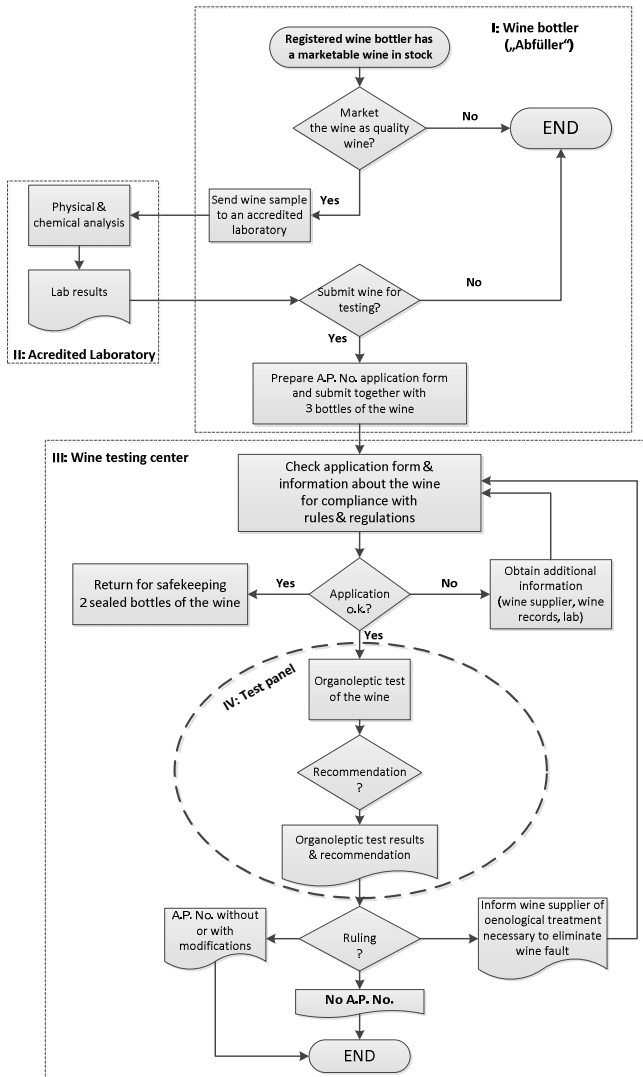 I: Wine bottler
(„Abfüller“)
Registered wine bottler has
a marketable wine in stock
Market
the wine as quality
wine?
No
END
Yes
Send wine sample
to an accredited
laboratory
Physical &
chemical analysis
Lab results
II: Acredited Laboratory
Submit wine for
testing?
No
Yes
Prepare A.P. No. application form
and submit together with
3 bottles of the wine
III: Wine testing center
Check application form &
information about the wine
for compliance with
rules & regulations
Application
o.k.?
Yes
Return for safekeeping
2 sealed bottles of the wine
No
Obtain additional
information
(wine supplier, wine
records, lab)
Yes
IV: Test panel
Organoleptic test
of the wine
Recommendation
?
Organoleptic test results
& recommendation
Ruling
?
A.P. No. without
or with
modifications
Inform wine supplier of
oenological treatment
necessary to eliminate
wine fault
No A.P. No.
END